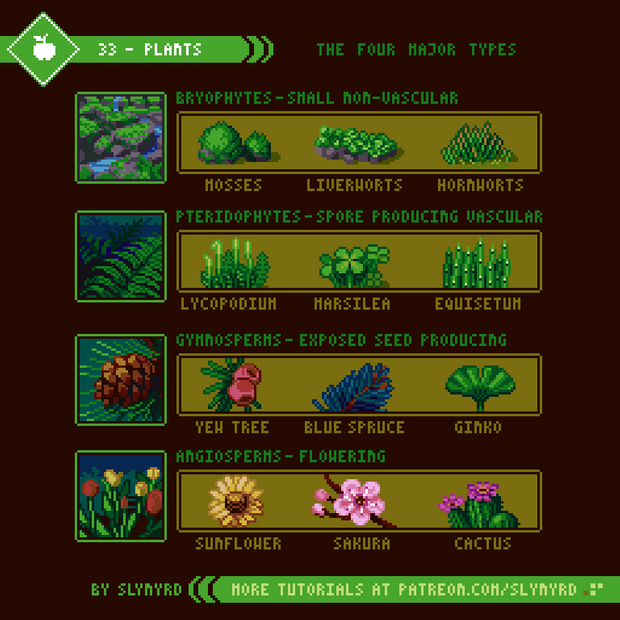 33 - PLANTS
THE FOUR MAJOR TYPES
BRYOPHYTES - SMALL NON-VASCULAR
MOSSES LIVERWORTS HORNWORTS
PTERIDOPHYTES - SPORE PRODUCING VASCULAR
LYCOPODIUM MARSILEA EQUISETUM
GYMNOSPERMS - EXPOSED SEED PRODUCING
YEW TREE BLUE SPRUCE GINKO
ANGIOSPERMS - FLOWERING
SUNFLOWER SAKURA CACTUS
BY SLYNYRD
MORE TUTORIALS AT PATREON.COM/SLYNYRD